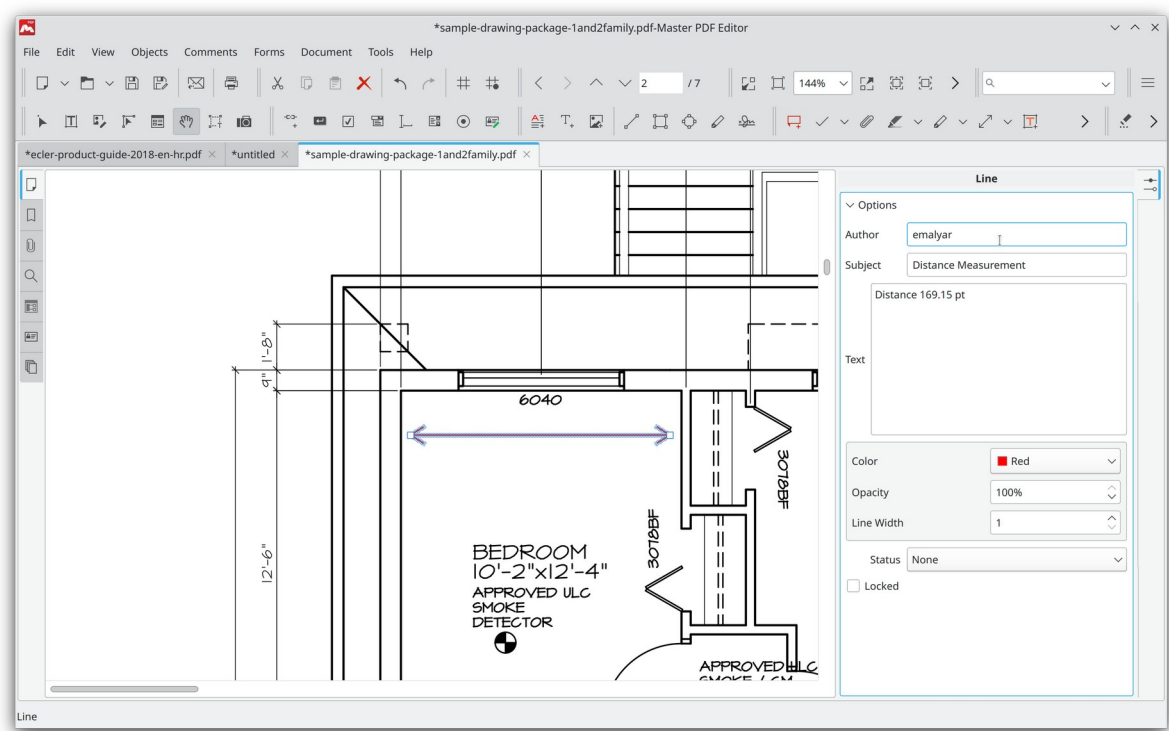 *sample-drawing-package-1and2family.pdf-Master PDF Editor
File Edit View Objects Comments Forms Document Tools Help
2 / 7 144%
*ecler-product-guide-2018-en-hr.pdf *untitled *sample-drawing-package-1and2family.pdf
Line
Options
Author emalyar
Subject Distance Measurement
Text Distance 169.15 pt
Color Red
Opacity 100%
Line Width 1
Status None
Locked
1'-8"
9"
6040
3078BF
3078BF
12'-6"
BEDROOM
10'-2"x12'-4"
APPROVED ULC
SMOKE
DETECTOR
APPROVED ULC
SMOKE / CM
Line